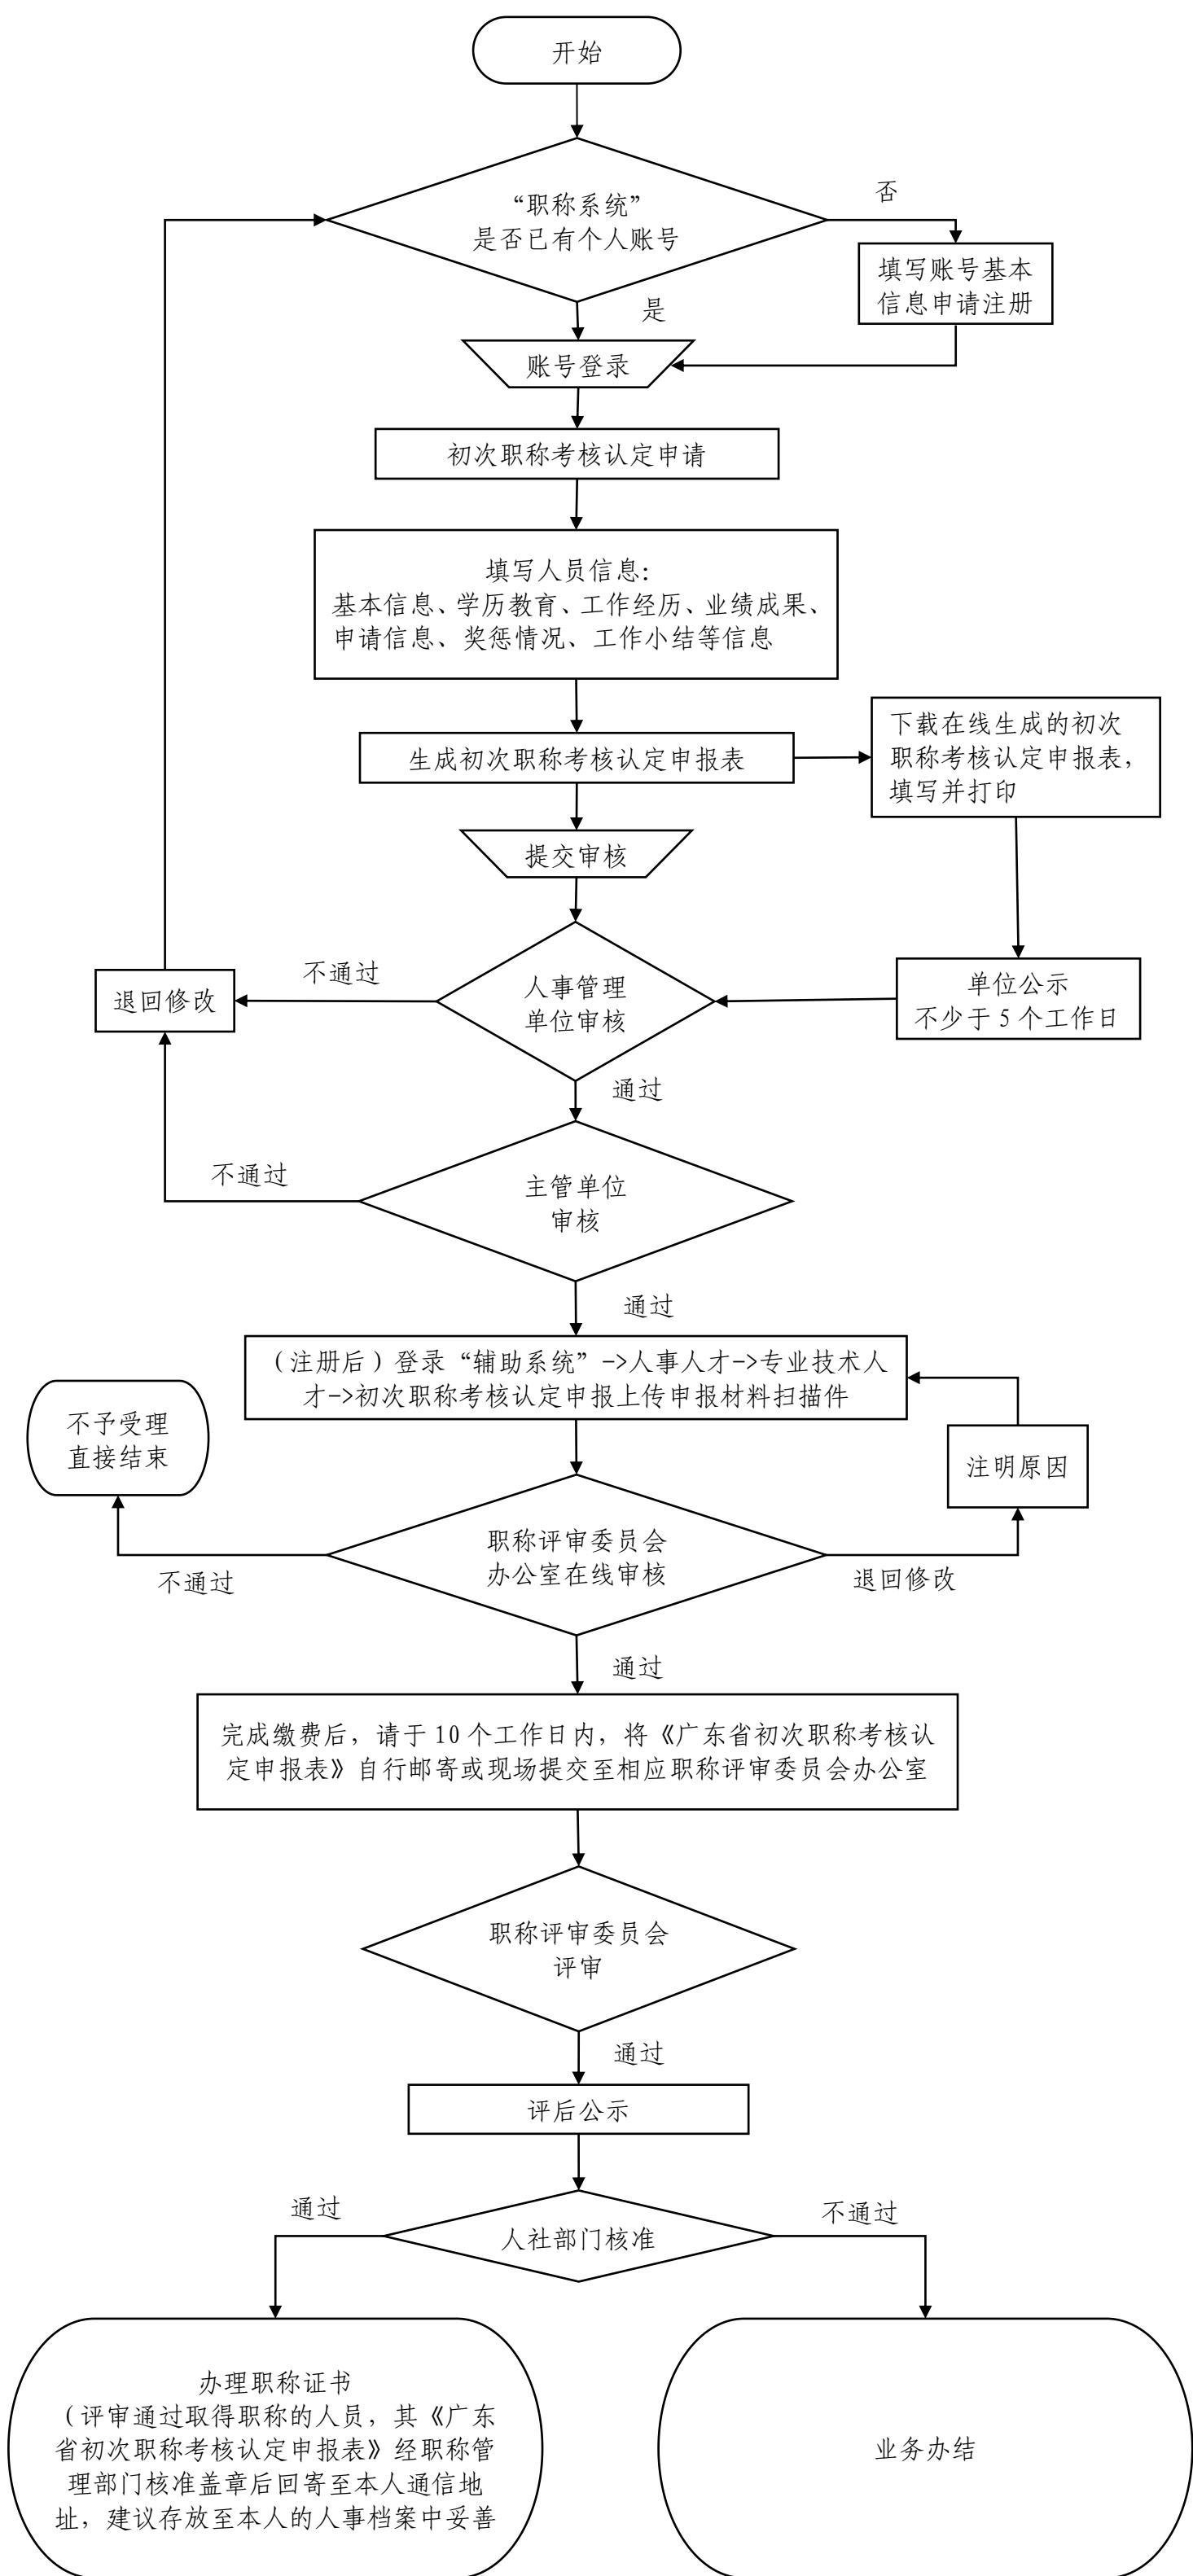 开始
“职称系统”
是否已有个人账号
否
填写账号基本
信息申请注册
是
账号登录
初次职称考核认定申请
填写人员信息：
基本信息、学历教育、工作经历、业绩成果、
申请信息、奖惩情况、工作小结等信息
生成初次职称考核认定申报表
下载在线生成的初次
职称考核认定申报表，
填写并打印
提交审核
单位公示
不少于 5 个工作日
人事管理
单位审核
不通过
退回修改
通过
主管单位
审核
不通过
通过
（注册后）登录“辅助系统”->人事人才->专业技术人
才->初次职称考核认定申报上传申报材料扫描件
不予受理
直接结束
注明原因
职称评审委员会
办公室在线审核
不通过
退回修改
通过
完成缴费后，请于 10 个工作日内，将《广东省初次职称考核认
定申报表》自行邮寄或现场提交至相应职称评审委员会办公室
职称评审委员会
评审
通过
评后公示
通过
人社部门核准
不通过
办理职称证书
（评审通过取得职称的人员，其《广东
省初次职称考核认定申报表》经职称管
理部门核准盖章后回寄至本人通信地
址，建议存放至本人的人事档案中妥善
业务办结